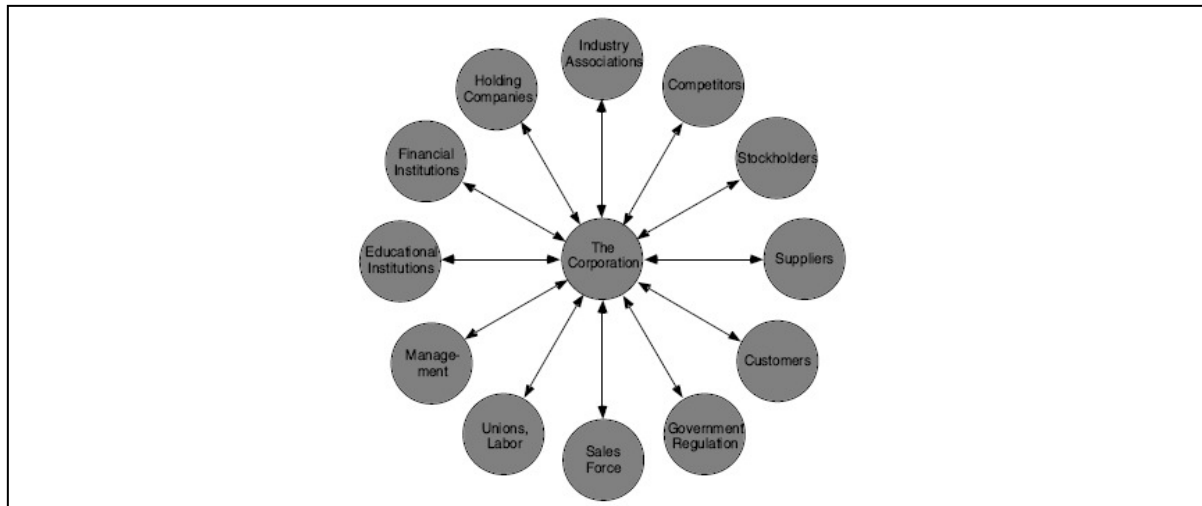 Industry
Associations
Holding
Companies
Competitors
Financial
Institutions
Stockholders
The
Corporation
Educational
Institutions
Suppliers
Manage-
ment
Customers
Unions,
Labor
Sales
Force
Government
Regulation